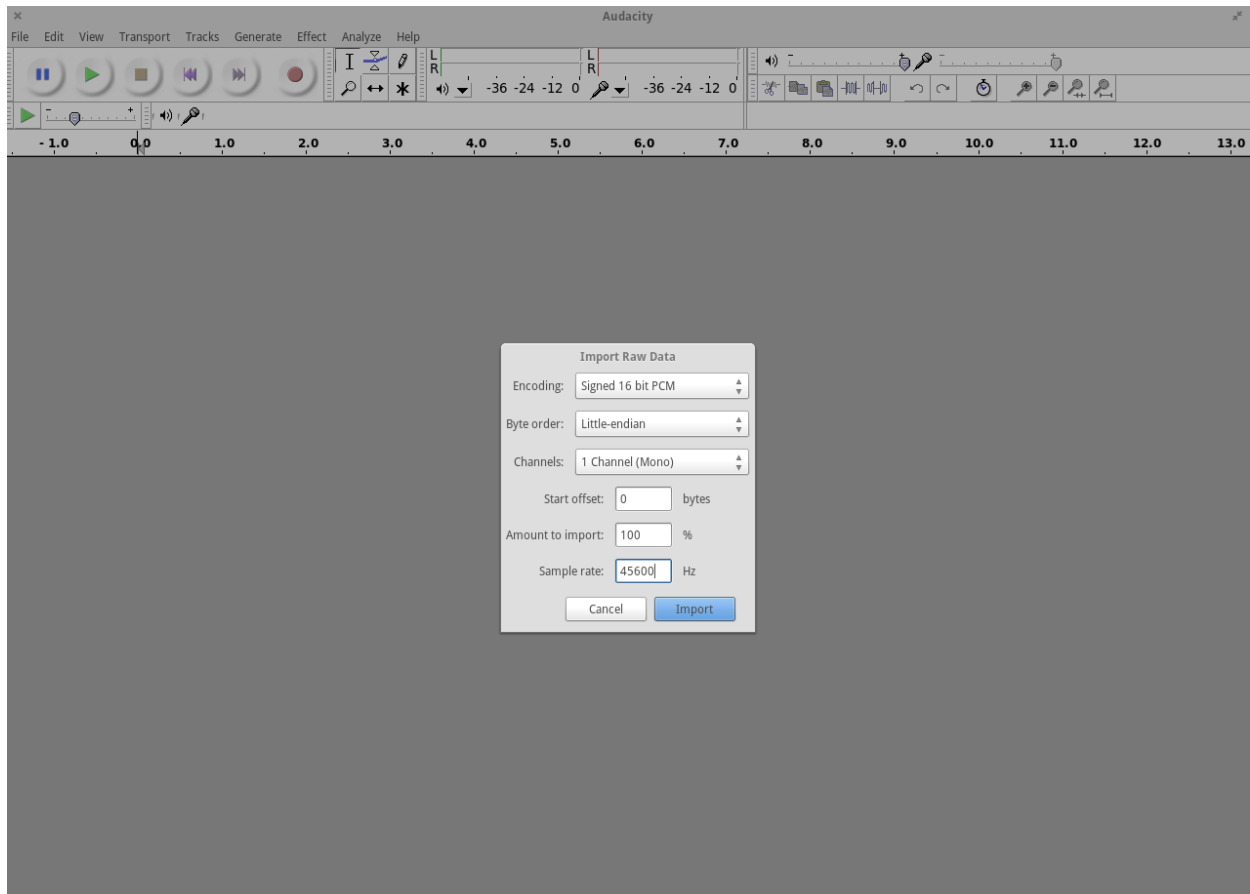 Audacity
File Edit View Transport Tracks Generate Effect Analyze Help
L
R
L
R
-36 -24 -12 0 -36 -24 -12 0
- 1.0 0.0 1.0 2.0 3.0 4.0 5.0 6.0 7.0 8.0 9.0 10.0 11.0 12.0 13.0
Import Raw Data
Encoding: Signed 16 bit PCM
Byte order: Little-endian
Channels: 1 Channel (Mono)
Start offset: 0 bytes
Amount to import: 100 %
Sample rate: 45600 Hz
Cancel Import